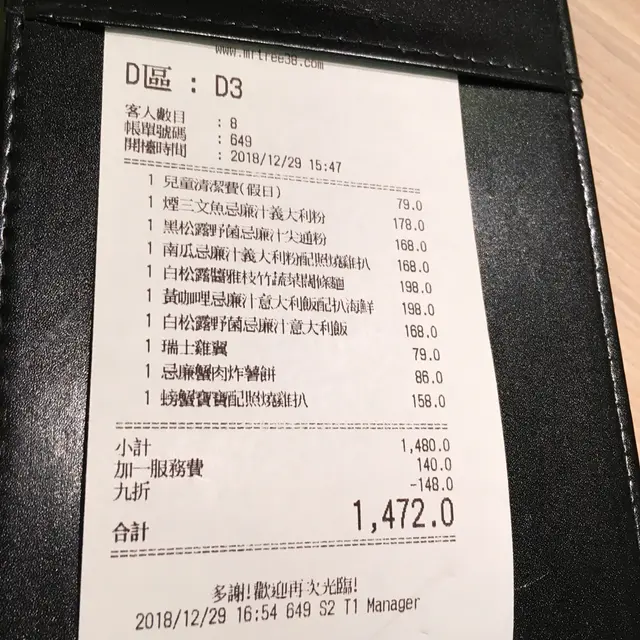 www.mrtree38.com
D區 : D3
客人數目 : 8
帳單號碼 : 649
開檯時間 : 2018/12/29 15:47
1 兒童清潔費(假日) 79.0
1 煙三文魚忌廉汁義大利粉 178.0
1 黑松露野菌忌廉汁尖通粉 168.0
1 南瓜忌廉汁義大利粉配照燒雞扒 168.0
1 白松露醬雅枝竹蔬菜闊條麵 198.0
1 黃咖哩忌廉汁意大利飯配扒海鮮 198.0
1 白松露野菌忌廉汁意大利飯 168.0
1 瑞士雞翼 79.0
1 忌廉蟹肉炸薯餅 86.0
1 螃蟹寶寶配照燒雞扒 158.0
小計 1,480.0
加一服務費 140.0
九折 -148.0
合計 1,472.0
多謝!歡迎再次光臨!
2018/12/29 16:54 649 S2 T1 Manager